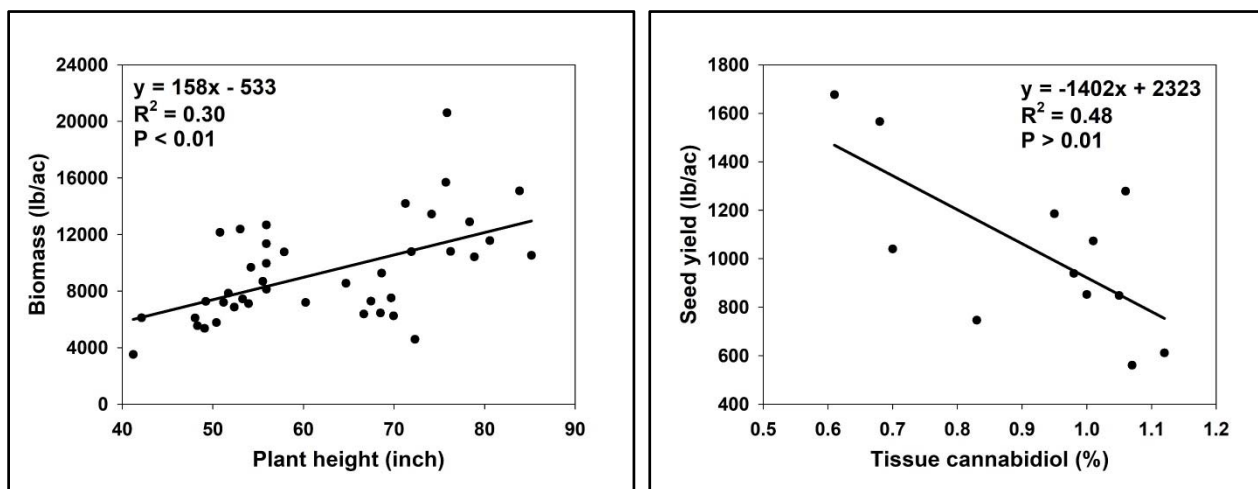 24000
20000
16000
12000
8000
4000
0
Biomass (lb/ac)
y = 158x - 533
R² = 0.30
P < 0.01
40 50 60 70 80 90
Plant height (inch)
1800
1600
1400
1200
1000
800
600
400
Seed yield (lb/ac)
y = -1402x + 2323
R² = 0.48
P > 0.01
0.5 0.6 0.7 0.8 0.9 1.0 1.1 1.2
Tissue cannabidiol (%)